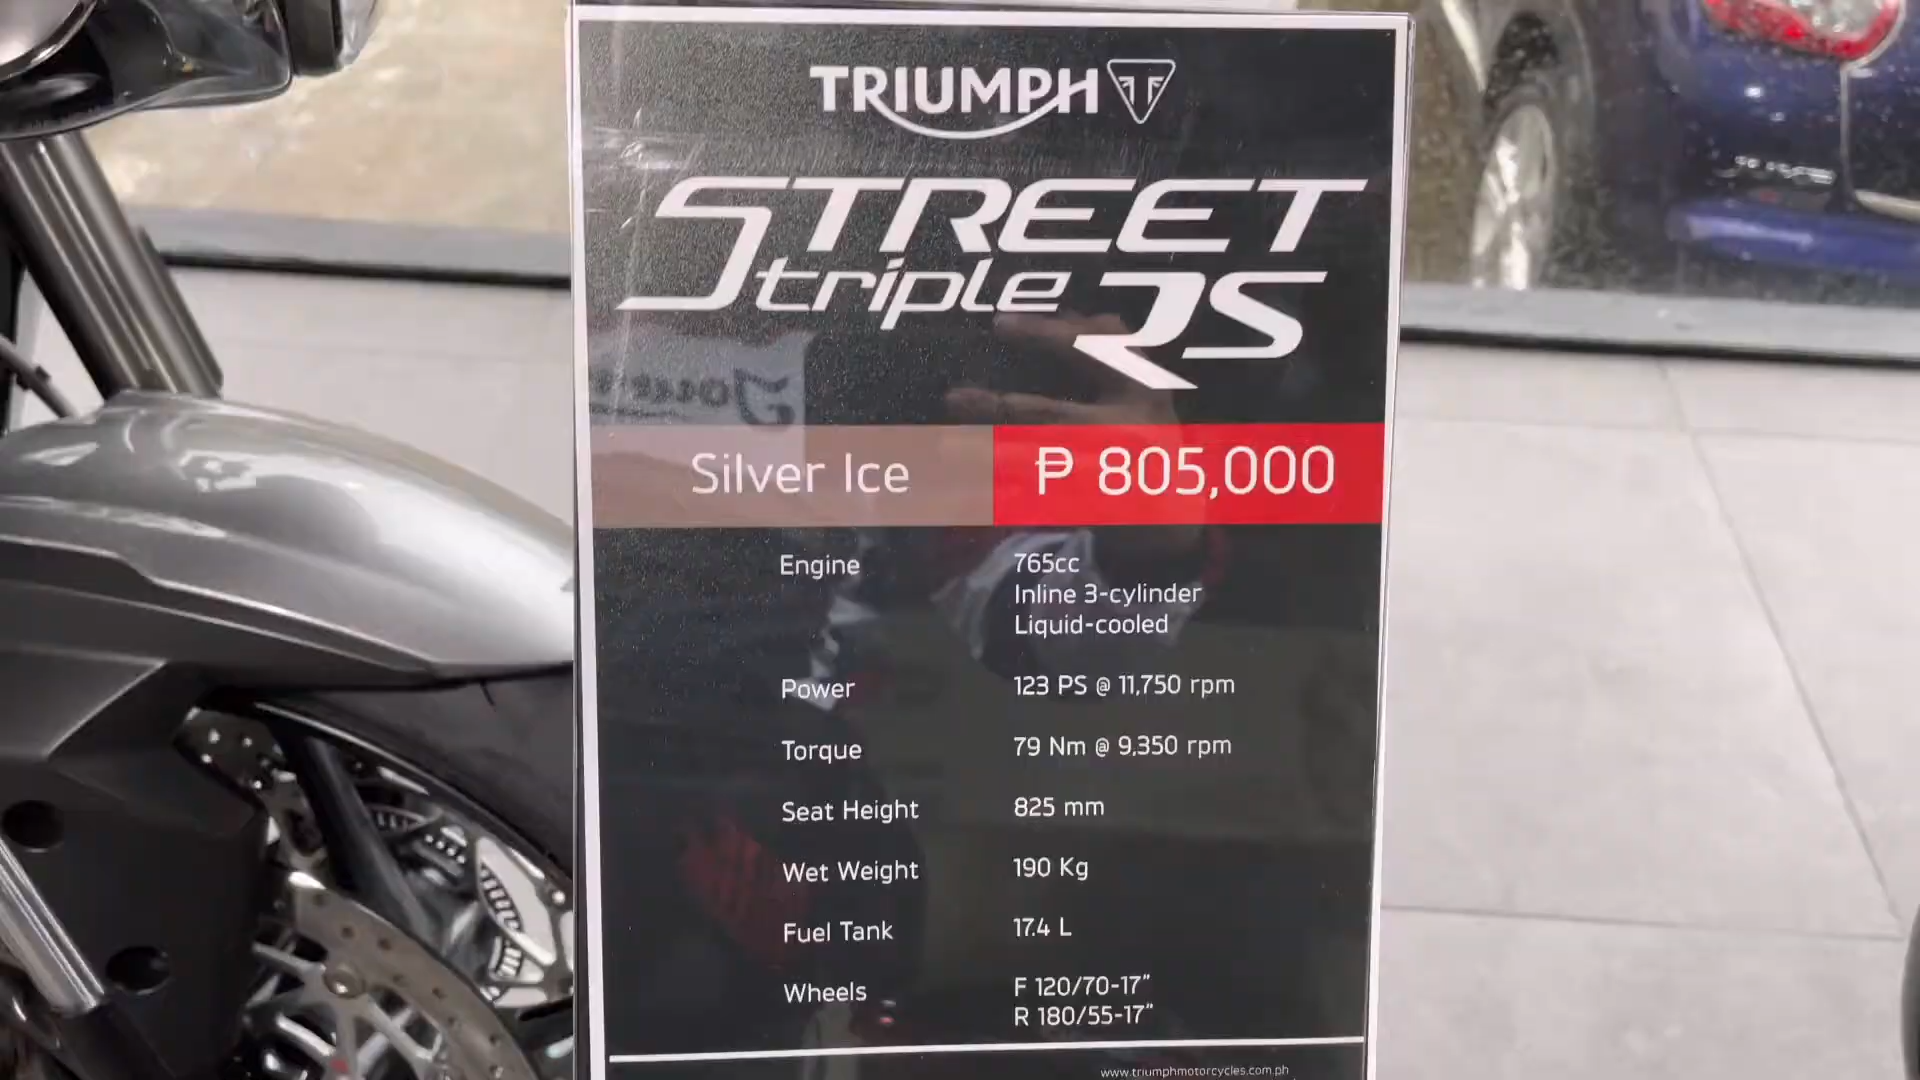 TRIUMPH
STREET
triple RS
Silver Ice ₱ 805,000
Engine 765cc
Inline 3-cylinder
Liquid-cooled
Power 123 PS @ 11,750 rpm
Torque 79 Nm @ 9,350 rpm
Seat Height 825 mm
Wet Weight 190 Kg
Fuel Tank 17.4 L
Wheels F 120/70-17"
R 180/55-17"
www.triumphmotorcycles.com.ph